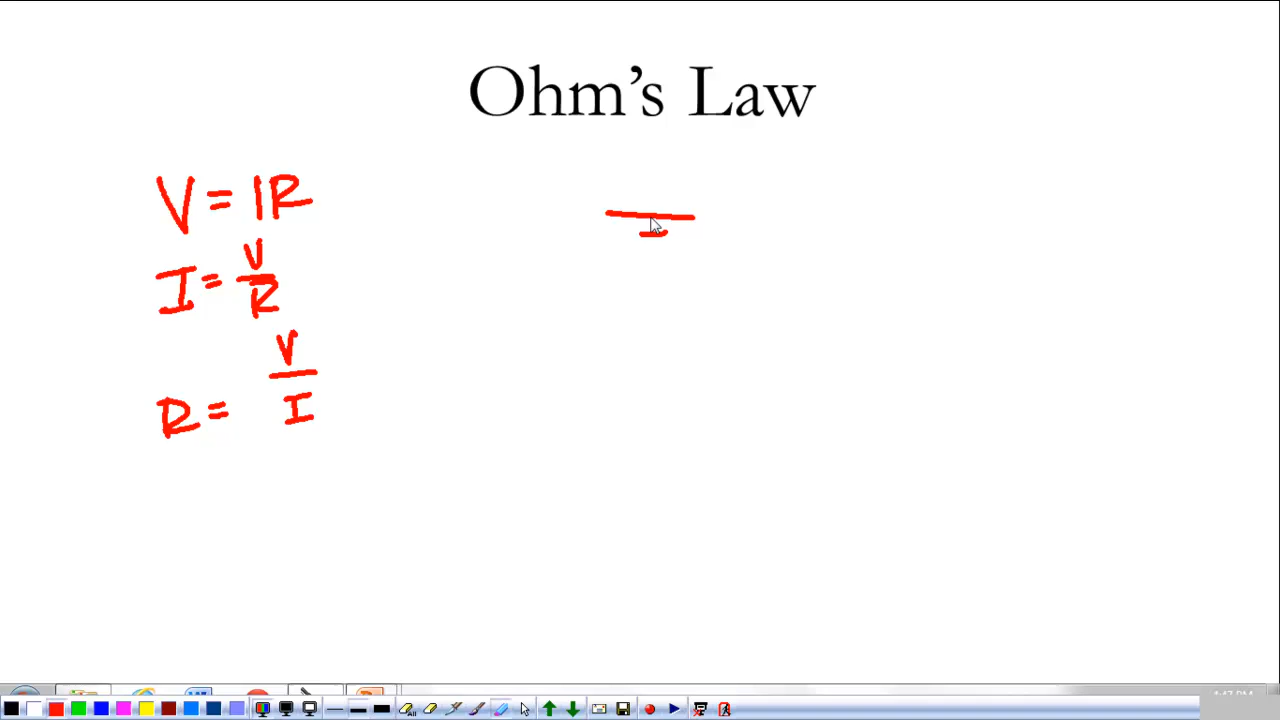 Ohm's Law
V = IR
I = V/R
R = V/I